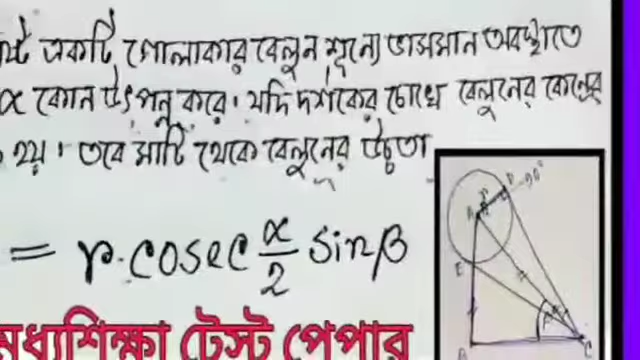 একটি গোলাকার বেলুন শূন্যে ভাসমান অবস্থাতে
α কোন উৎপন্ন করে। যদি দর্শকের চোখে বেলুনের কেন্দ্রের
হয়। তবে মাটি থেকে বেলুনের উচ্চতা
= r.cosec α/2 sinβ
মধ্যশিক্ষা টেস্ট পেপার